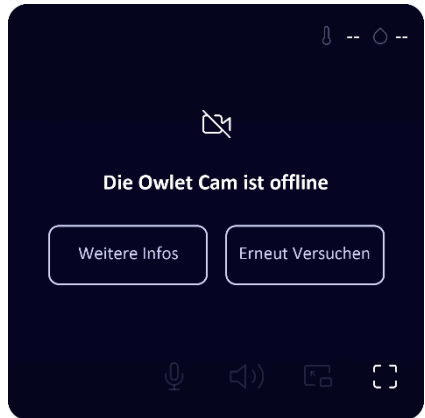 -- --
Die Owlet Cam ist offline
Weitere Infos Erneut Versuchen